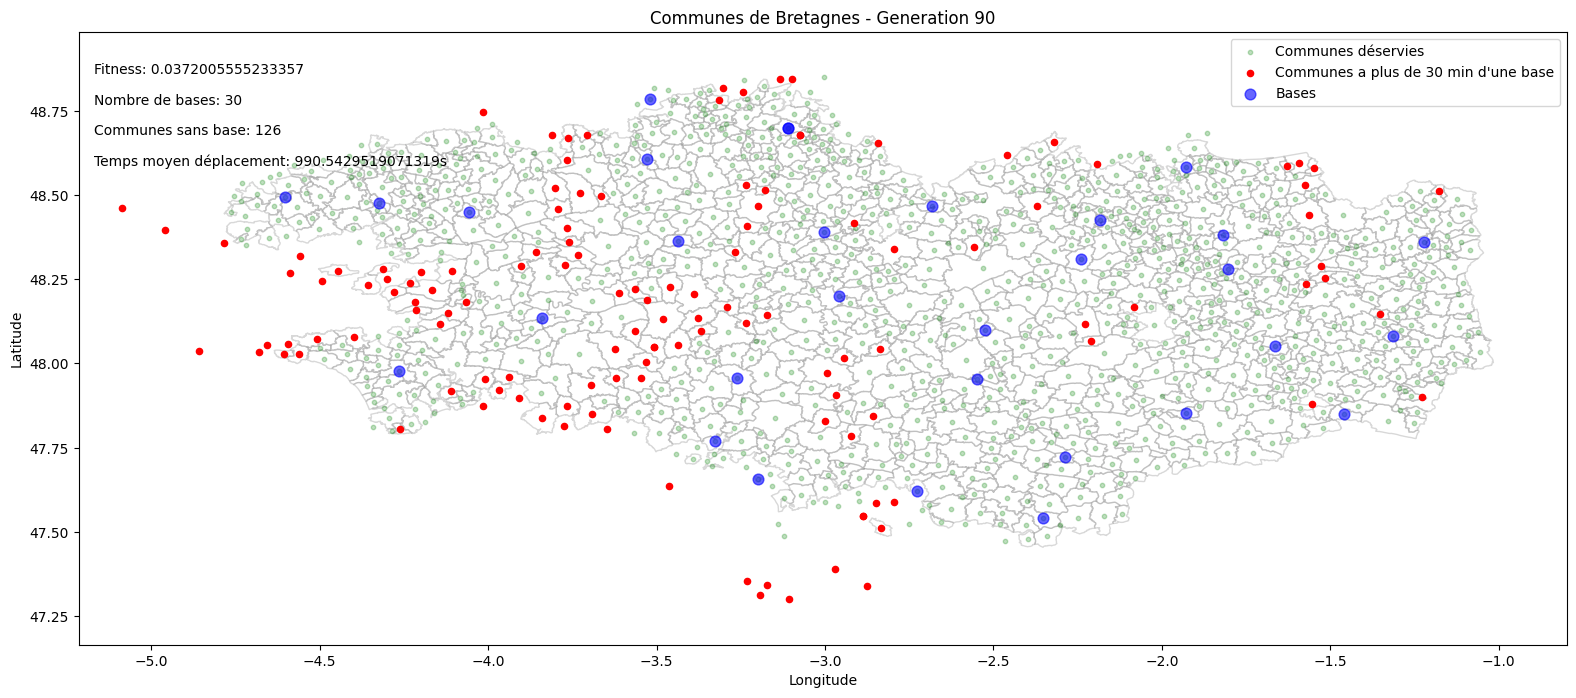 Communes de Bretagnes - Generation 90
Fitness: 0.0372005555233357
Nombre de bases: 30
Communes sans base: 126
Temps moyen déplacement: 990.5429519071319s
Communes déservies
Communes a plus de 30 min d'une base
Bases
Latitude
48.75
48.50
48.25
48.00
47.75
47.50
47.25
−5.0
−4.5
−4.0
−3.5
−3.0
−2.5
−2.0
−1.5
−1.0
Longitude